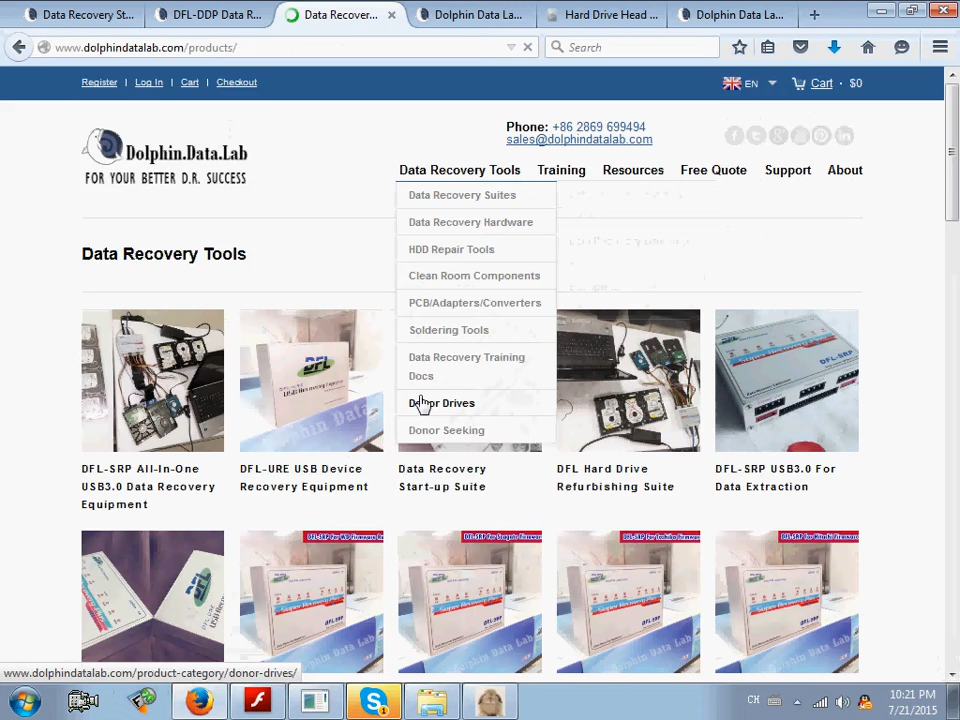 Data Recovery St...
DFL-DDP Data R...
Data Recover...
Dolphin Data La...
Hard Drive Head ...
Dolphin Data La...
www.dolphindatalab.com/products/
Search
Register | Log In | Cart | Checkout
EN
Cart
$0
Phone: +86 2869 699494
sales@dolphindatalab.com
Dolphin.Data.Lab
FOR YOUR BETTER D.R. SUCCESS
Data Recovery Tools
Training
Resources
Free Quote
Support
About
Data Recovery Suites
Data Recovery Hardware
HDD Repair Tools
Clean Room Components
PCB/Adapters/Converters
Soldering Tools
Data Recovery Training
Docs
Donor Drives
Donor Seeking
Data Recovery Tools
DFL
DFL-SRP
DFL-SRP All-In-One
USB3.0 Data Recovery
Equipment
DFL-URE USB Device
Recovery Equipment
Data Recovery
Start-up Suite
DFL Hard Drive
Refurbishing Suite
DFL-SRP USB3.0 For
Data Extraction
www.dolphindatalab.com/product-category/donor-drives/
CH
10:21 PM
7/21/2015